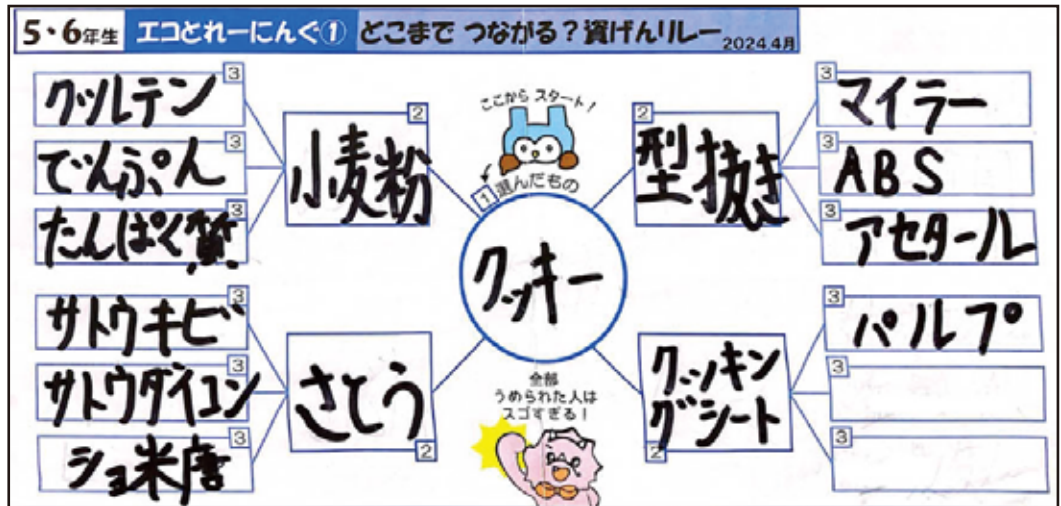 5・6年生 エコとれーにんぐ① どこまで つながる？資げんリレー 2024.4月
ここから スタート！
1 選んだもの
クッキー
2
小麦粉
3
グルテン
3
でんぷん
3
たんぱく質
2
さとう
3
サトウキビ
3
サトウダイコン
3
ショ米唐
2
型抜き
3
マイラー
3
ABS
3
アセタール
2
クッキン
グシート
3
パルプ
3
3
全部
うめられた人は
スゴすぎる！